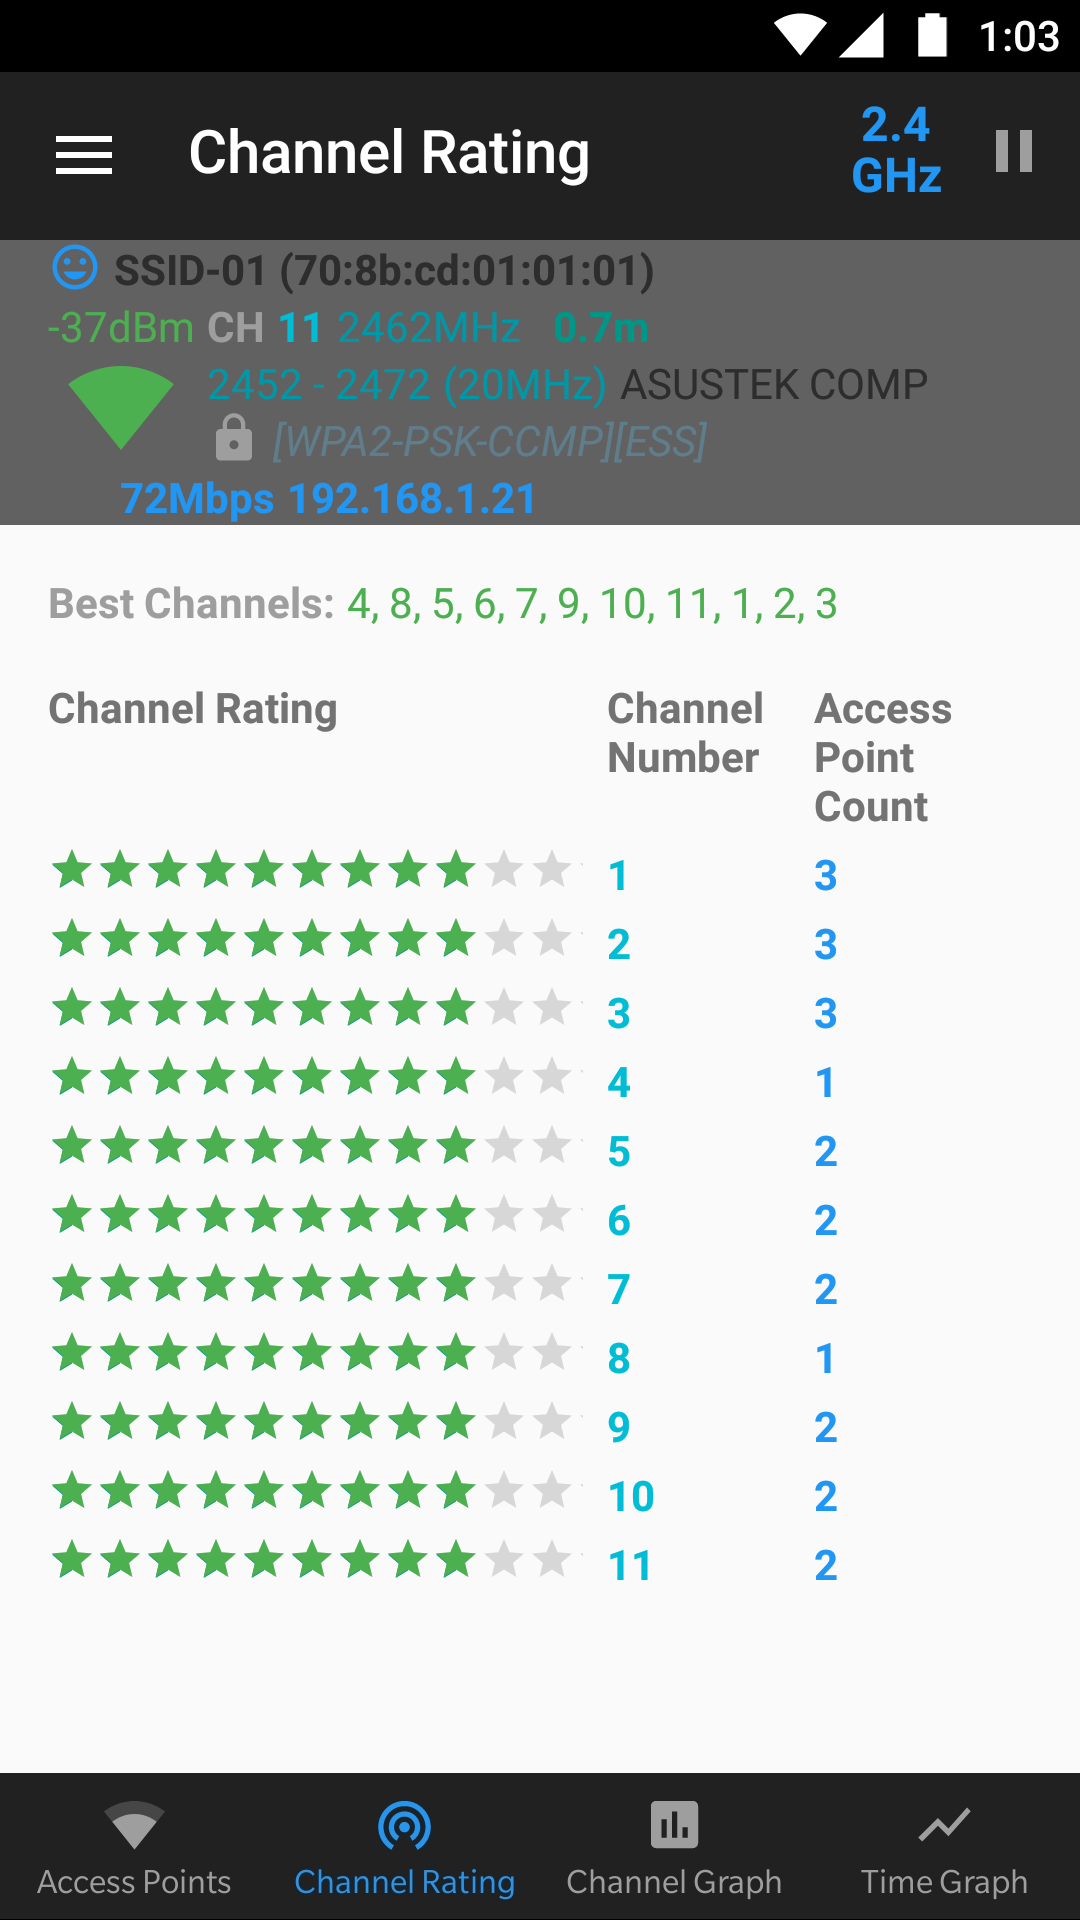 1:03
Channel Rating
2.4
GHz
SSID-01 (70:8b:cd:01:01:01)
-37dBm CH 11 2462MHz 0.7m
2452 - 2472 (20MHz) ASUSTEK COMP
[WPA2-PSK-CCMP][ESS]
72Mbps 192.168.1.21
Best Channels: 4, 8, 5, 6, 7, 9, 10, 11, 1, 2, 3
Channel Rating
Channel
Number
Access
Point
Count
1 3
2 3
3 3
4 1
5 2
6 2
7 2
8 1
9 2
10 2
11 2
Access Points
Channel Rating
Channel Graph
Time Graph